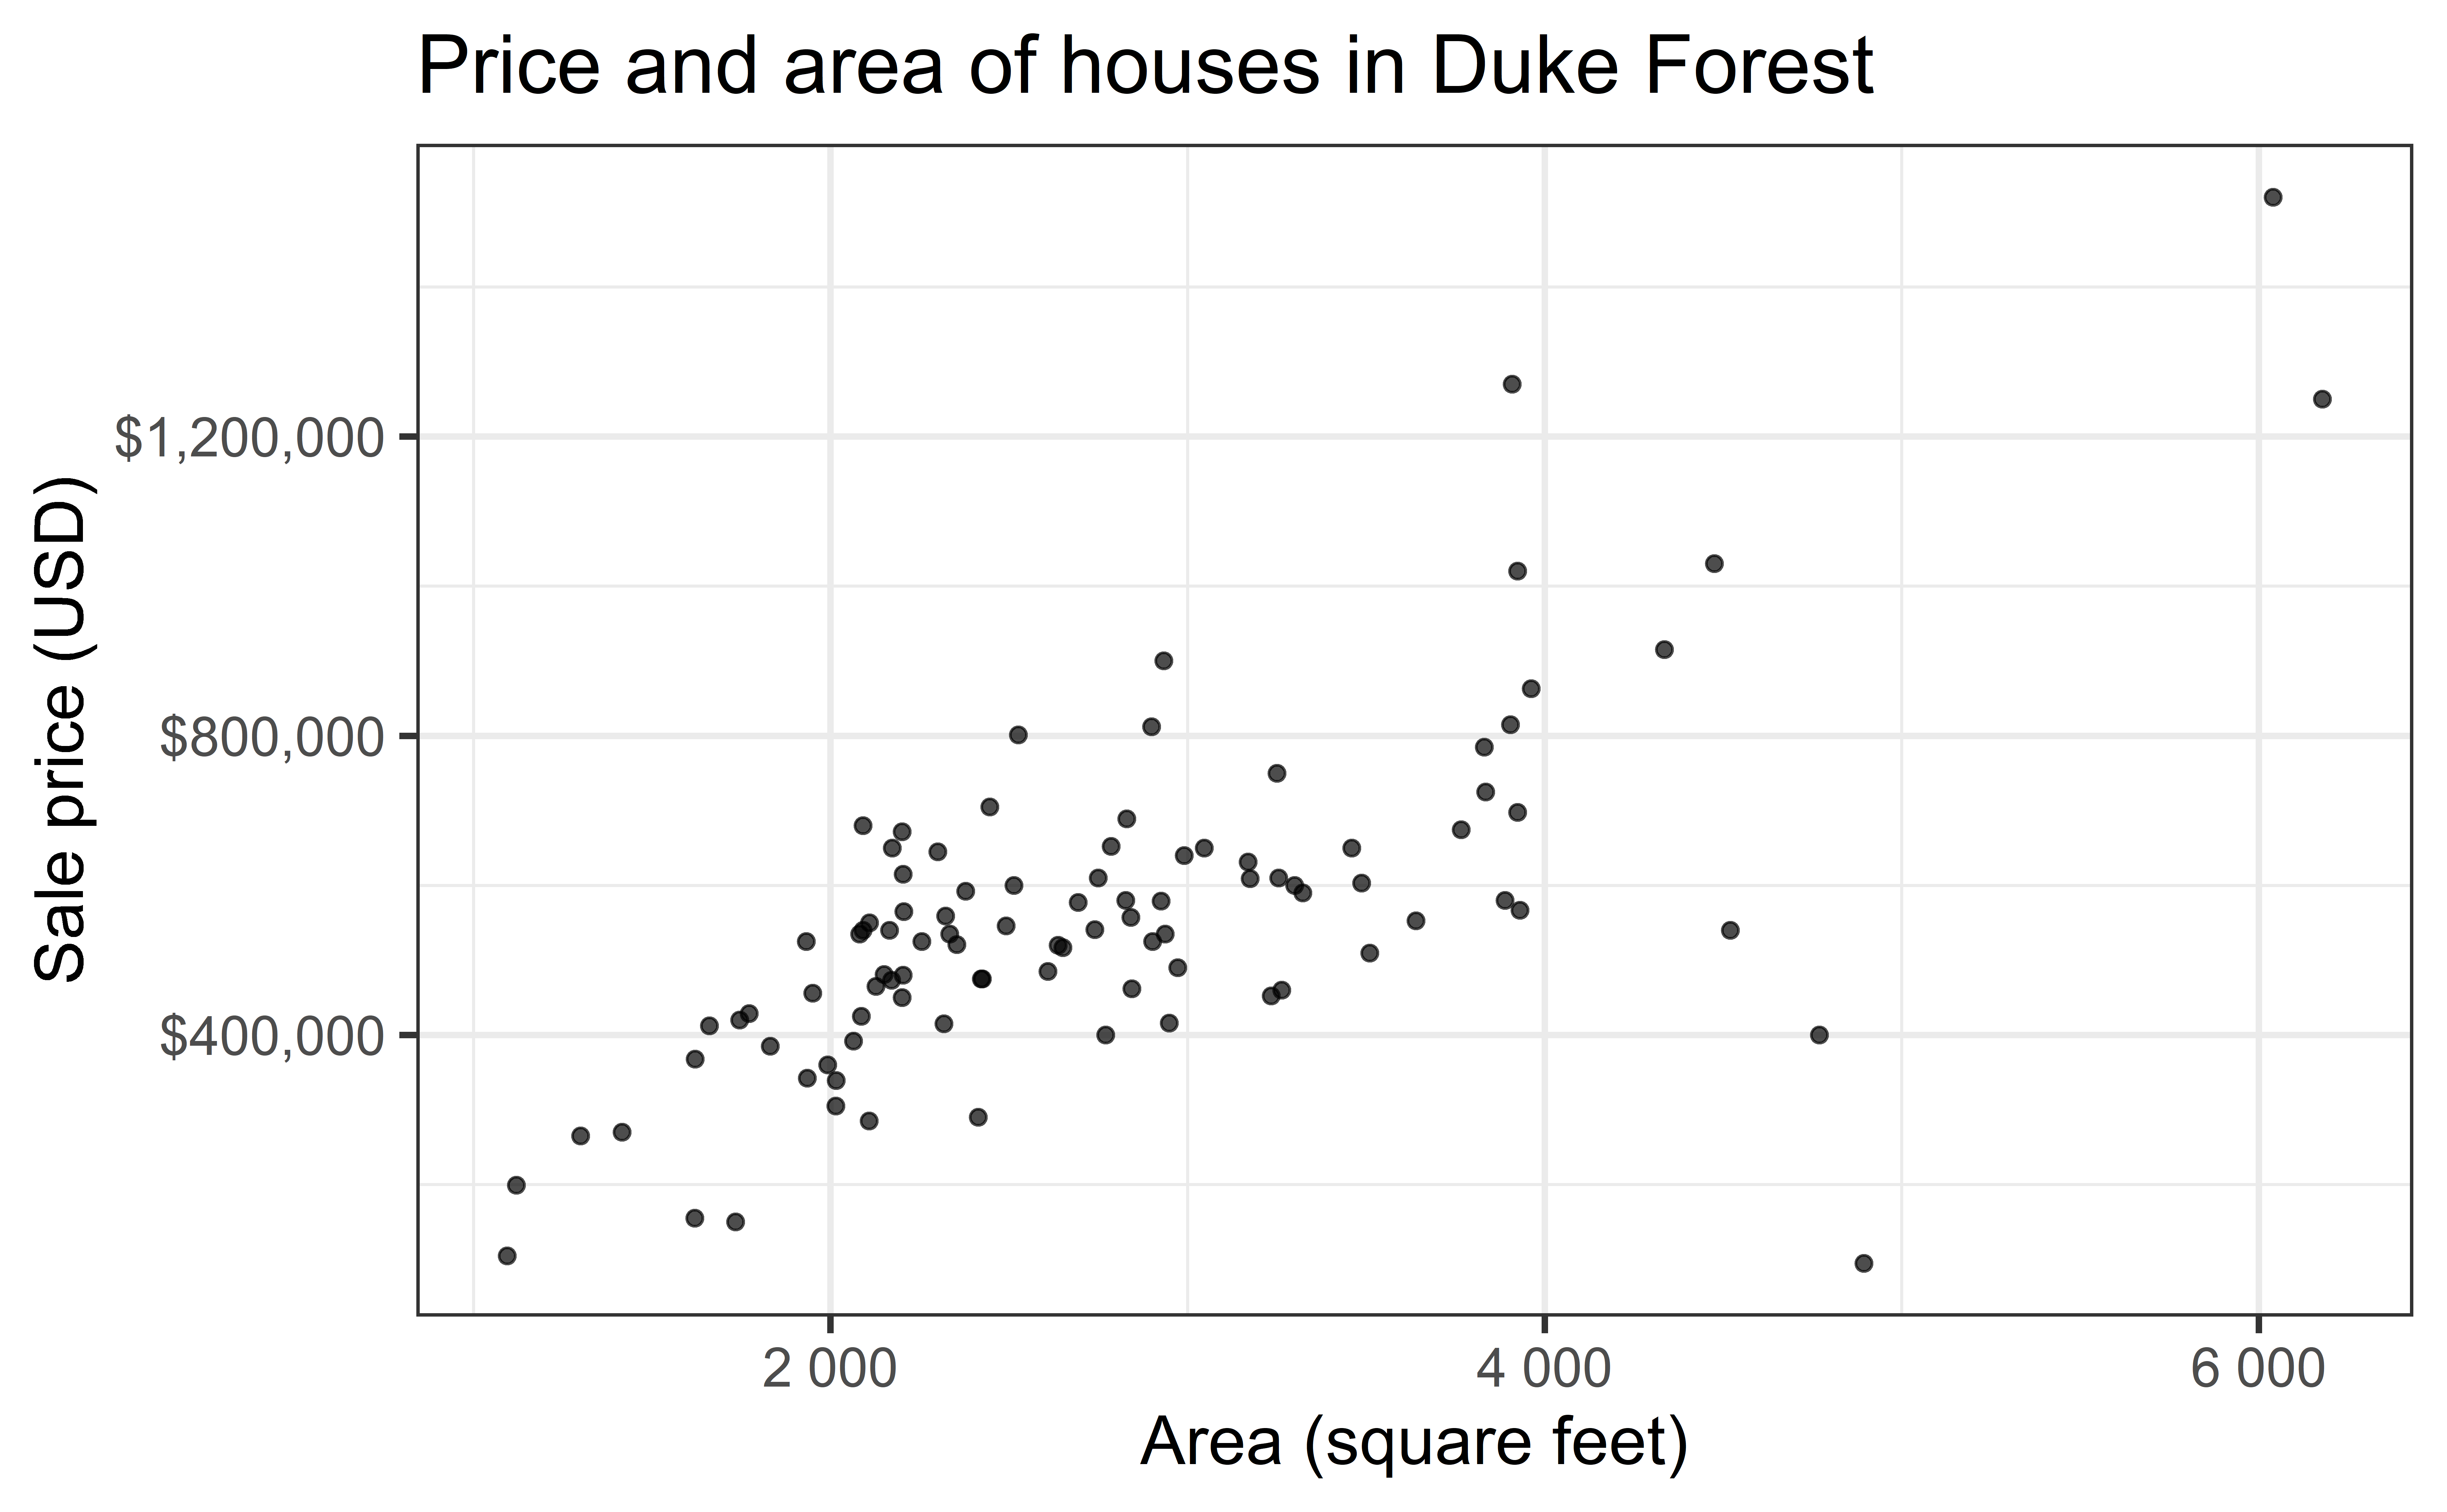 Price and area of houses in Duke Forest
Sale price (USD)
$1,200,000
$800,000
$400,000
2 000
4 000
6 000
Area (square feet)